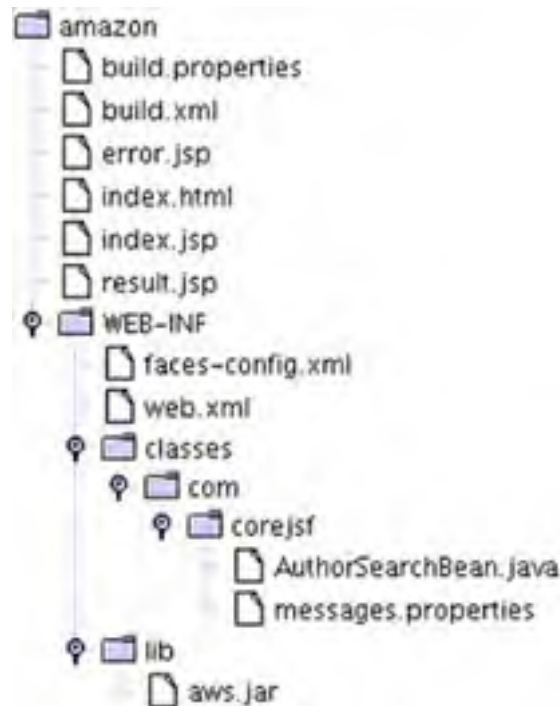 amazon
build.properties
build.xml
error.jsp
index.html
index.jsp
result.jsp
WEB-INF
faces-config.xml
web.xml
classes
com
corejsf
AuthorSearchBean.java
messages.properties
lib
aws.jar